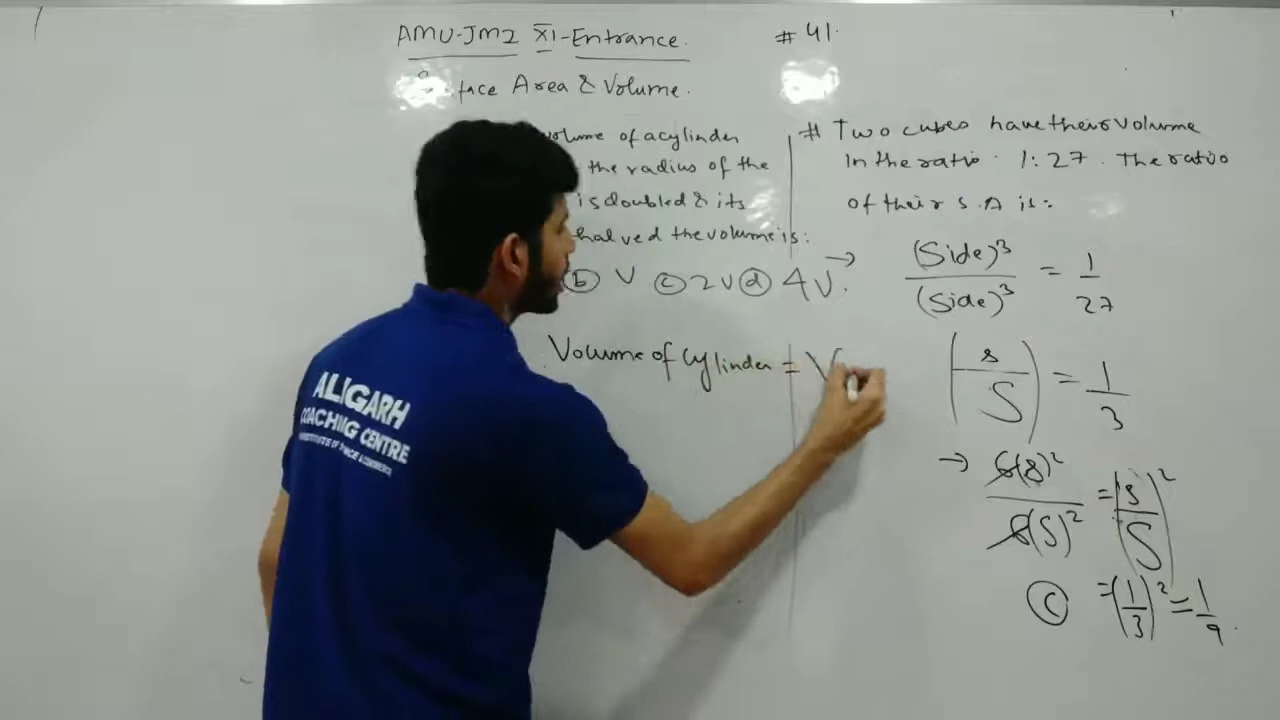 AMU-JMI XI-Entrance.
# 41.
face Area & Volume.
volume of a cylinder
the radius of the
is doubled & its
halved the volume is:
(b) V (c) 2V (d) 4V.
Volume of cylinder = V
# Two cubes have their volume
in the ratio 1:27. The ratio
of their S.A is:
(Side)³/(Side)³ = 1/27
(s/S) = 1/3
→ 6(s)²/6(S)² = (s/S)²
(c) = (1/3)² = 1/9.
ALIGARH
COACHING CENTRE